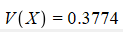 V(X) = 0.3774